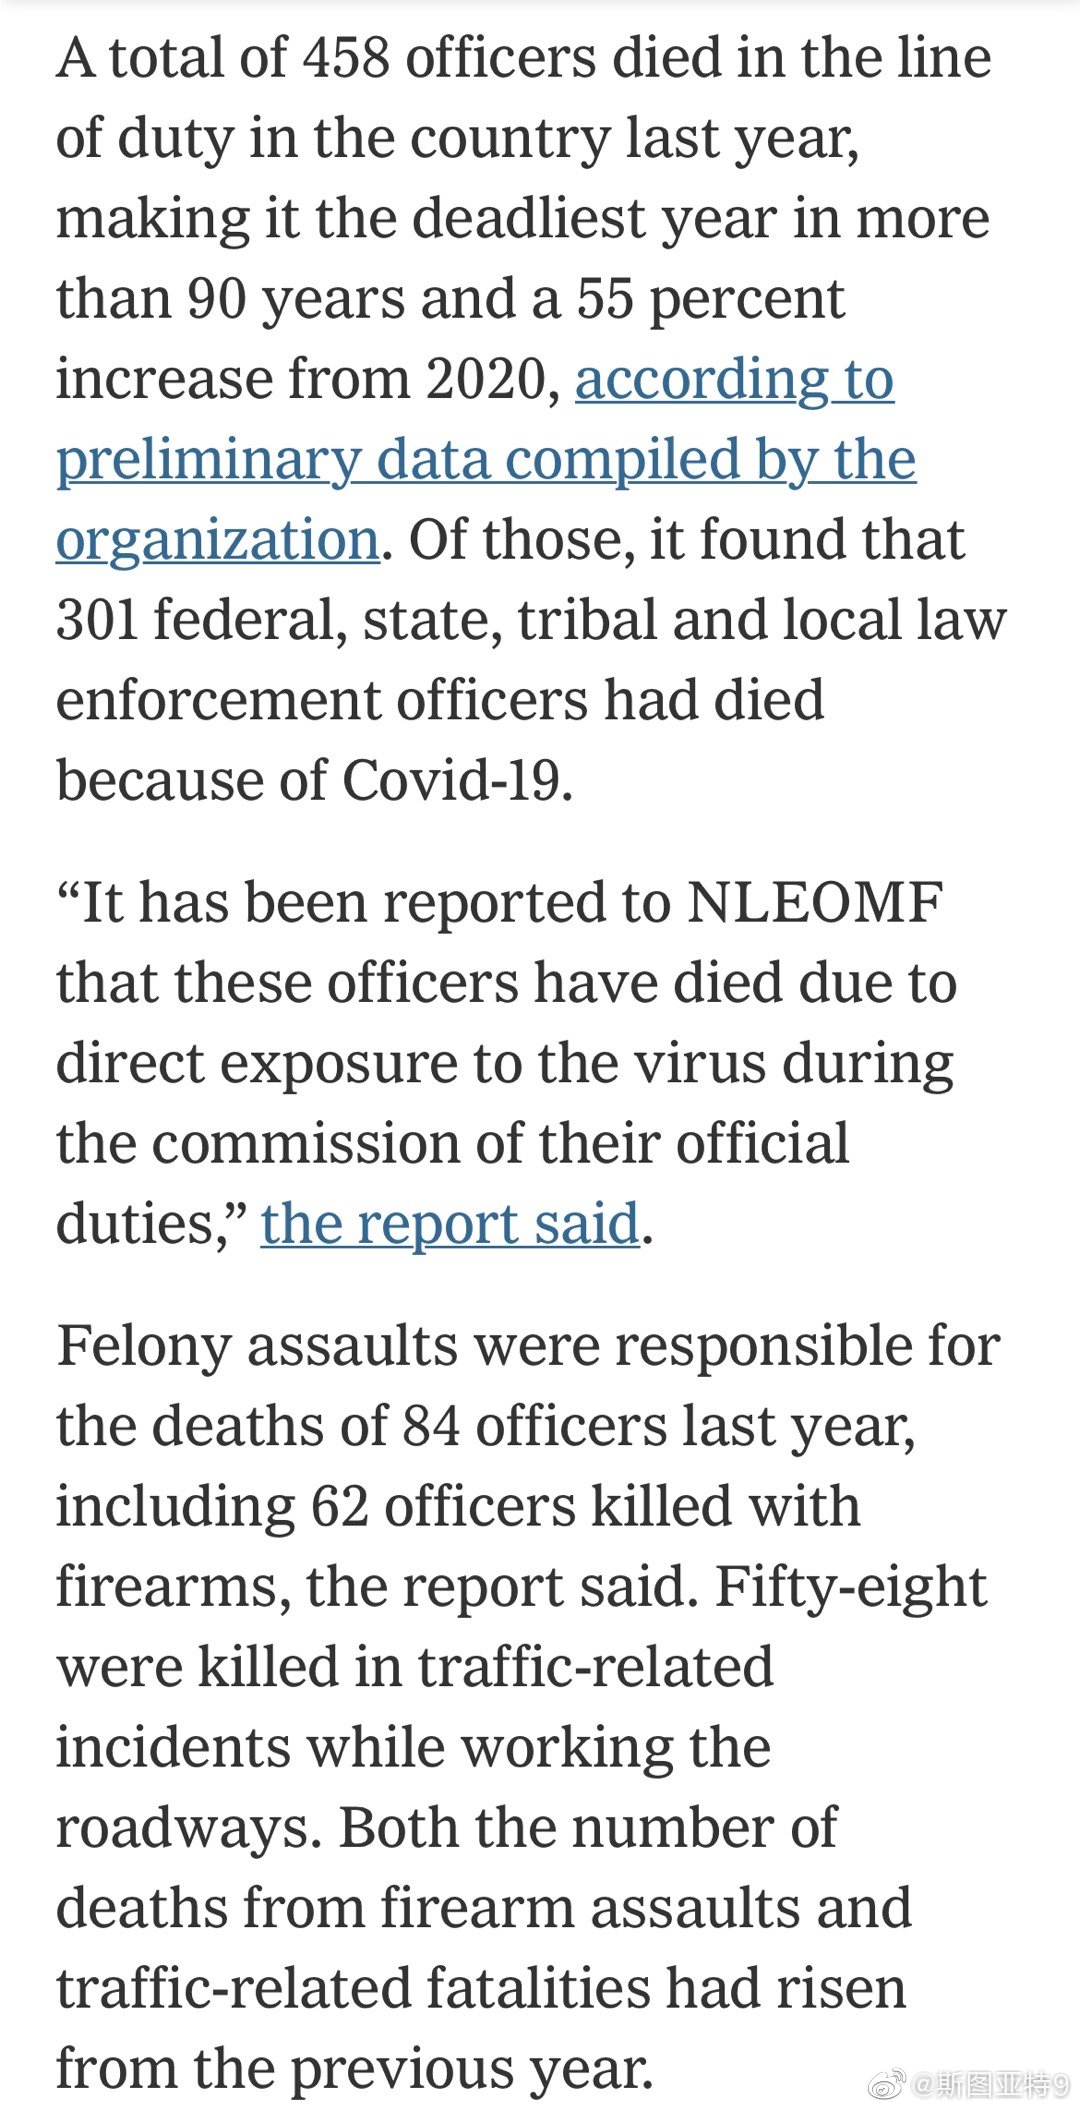 A total of 458 officers died in the line
of duty in the country last year,
making it the deadliest year in more
than 90 years and a 55 percent
increase from 2020, according to
preliminary data compiled by the
organization. Of those, it found that
301 federal, state, tribal and local law
enforcement officers had died
because of Covid-19.
“It has been reported to NLEOMF
that these officers have died due to
direct exposure to the virus during
the commission of their official
duties,” the report said.
Felony assaults were responsible for
the deaths of 84 officers last year,
including 62 officers killed with
firearms, the report said. Fifty-eight
were killed in traffic-related
incidents while working the
roadways. Both the number of
deaths from firearm assaults and
traffic-related fatalities had risen
from the previous year.
@斯图亚特9